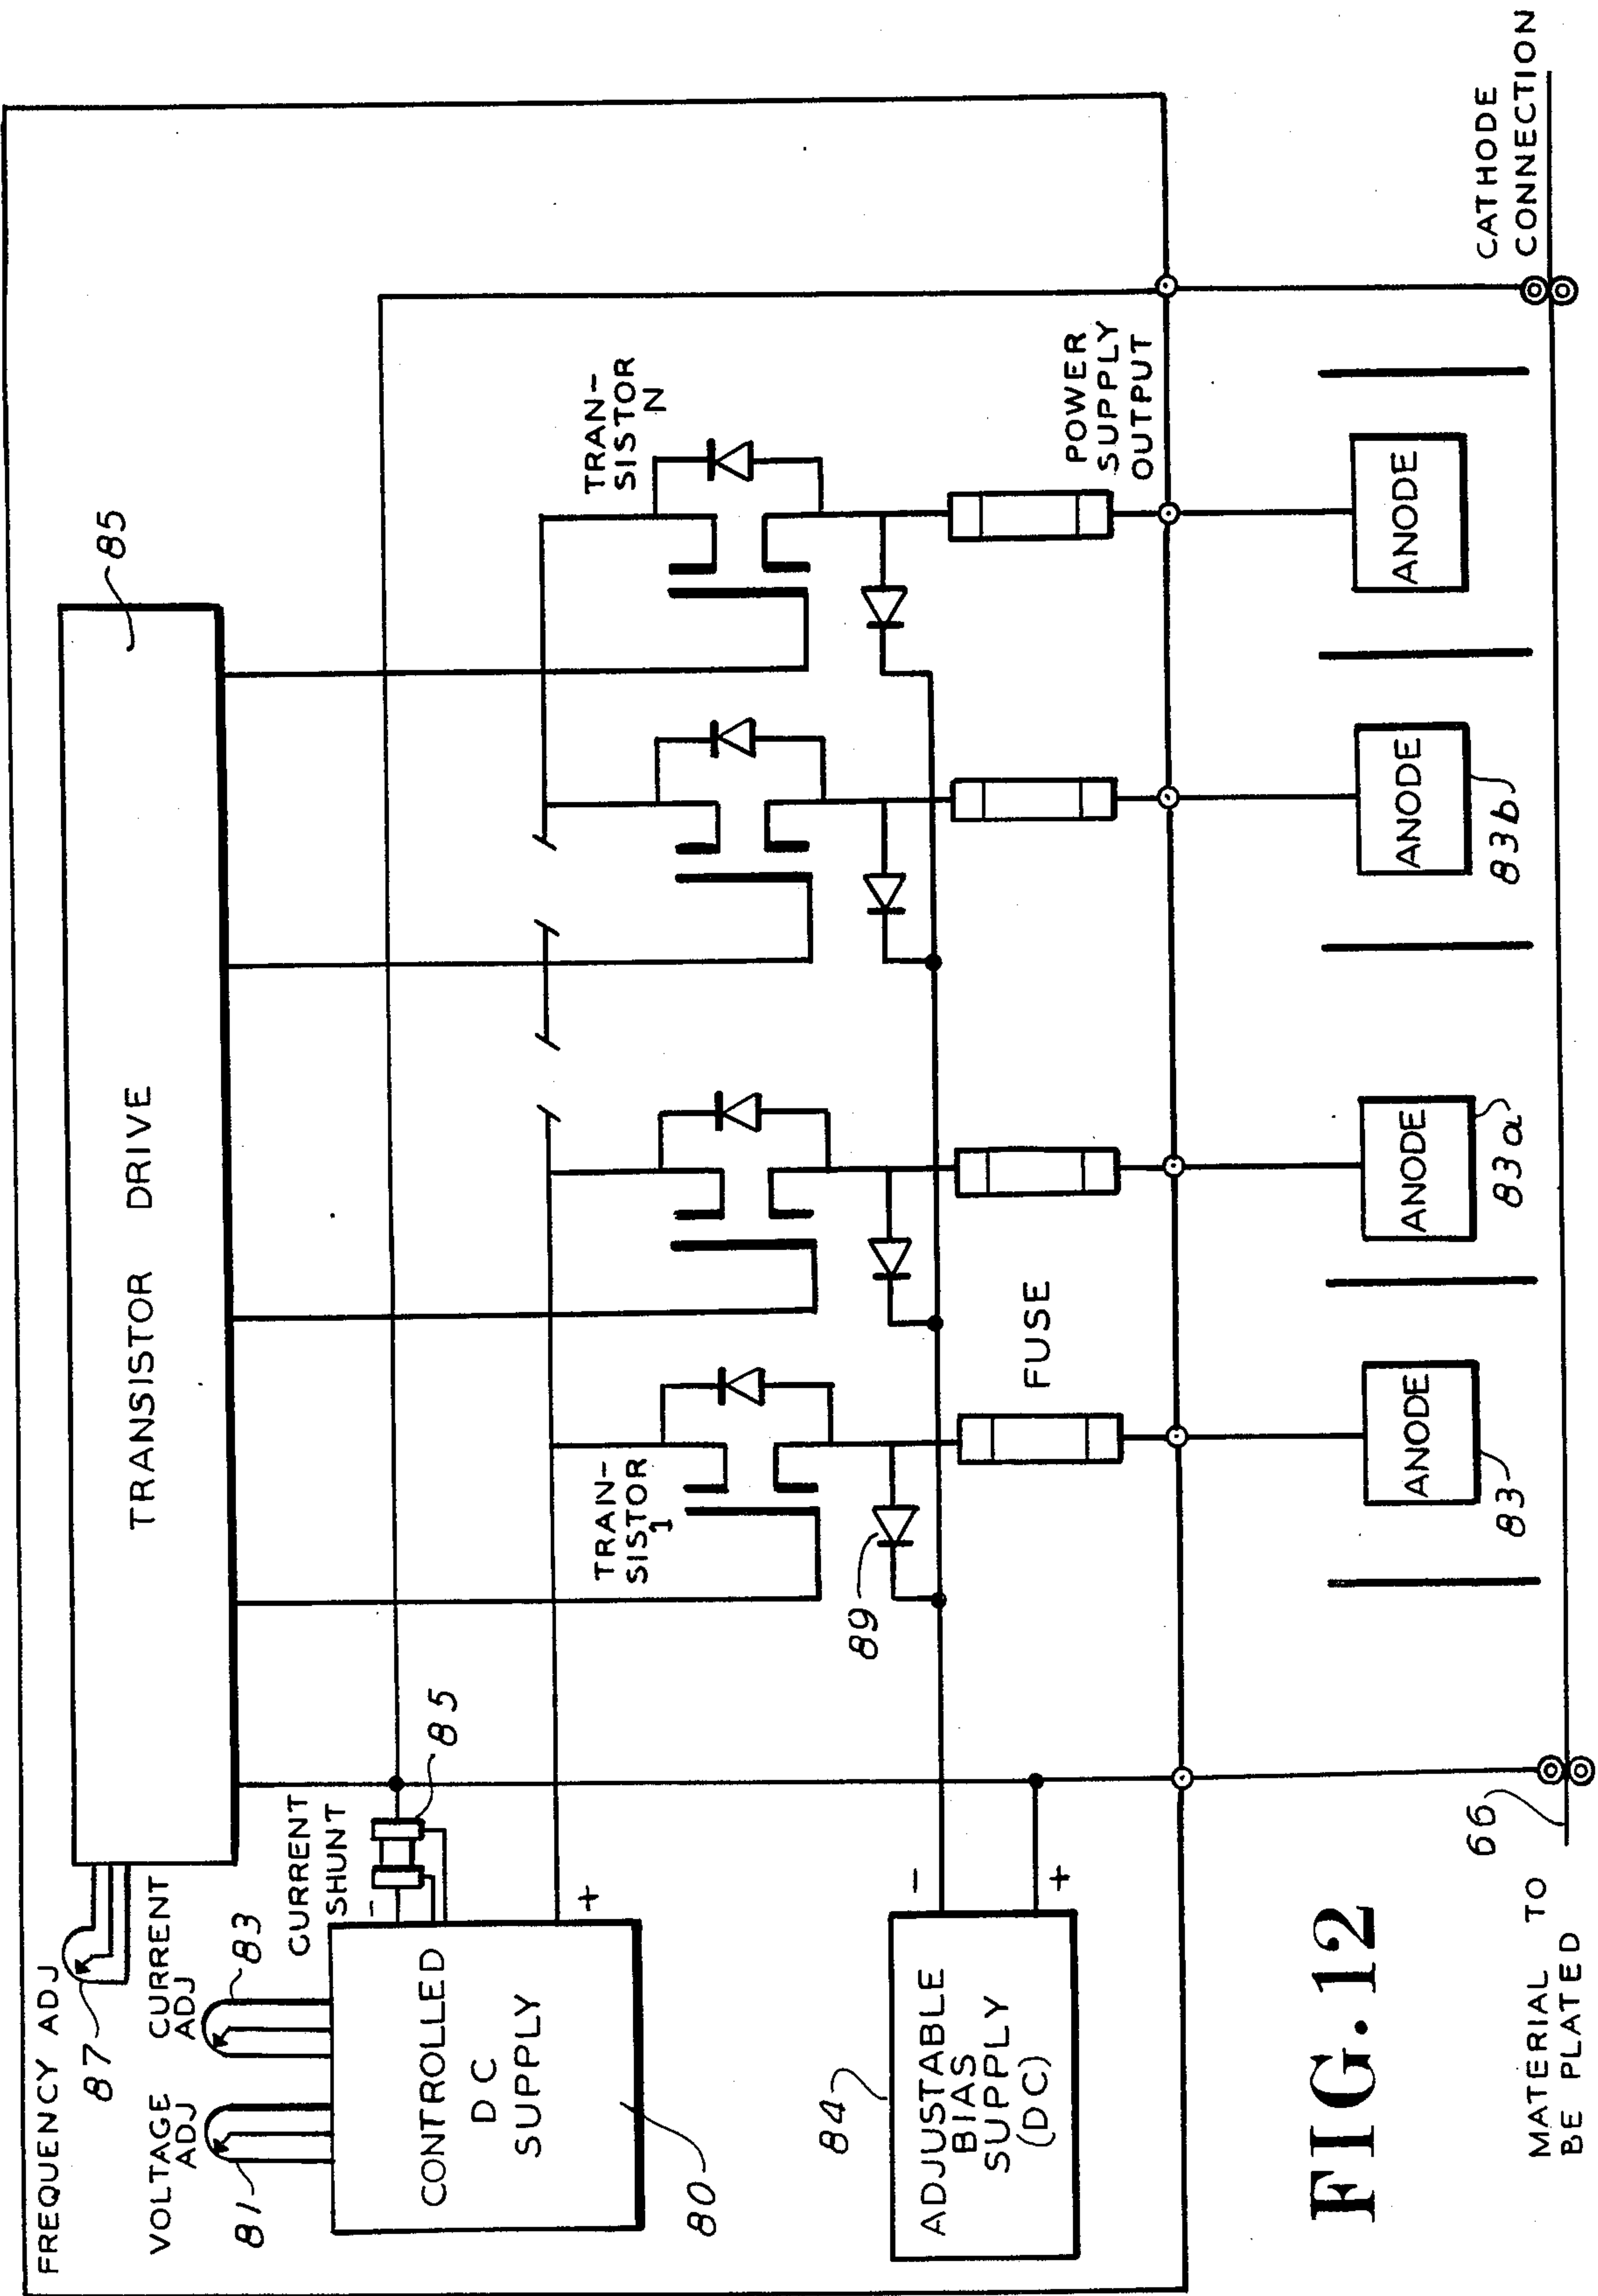 FREQUENCY ADJ
87
TRANSISTOR DRIVE
85
VOLTAGE
ADJ
81
CURRENT
ADJ
83
CURRENT
SHUNT
-
85
CONTROLLED
DC
SUPPLY
80
+
TRAN-
SISTOR
1
TRAN-
SISTOR
N
89
84
ADJUSTABLE
BIAS
SUPPLY
(DC)
-
+
FUSE
POWER
SUPPLY
OUTPUT
ANODE
83
ANODE
83a
ANODE
83b
ANODE
CATHODE
CONNECTION
66
FIG.12
MATERIAL TO
BE PLATED